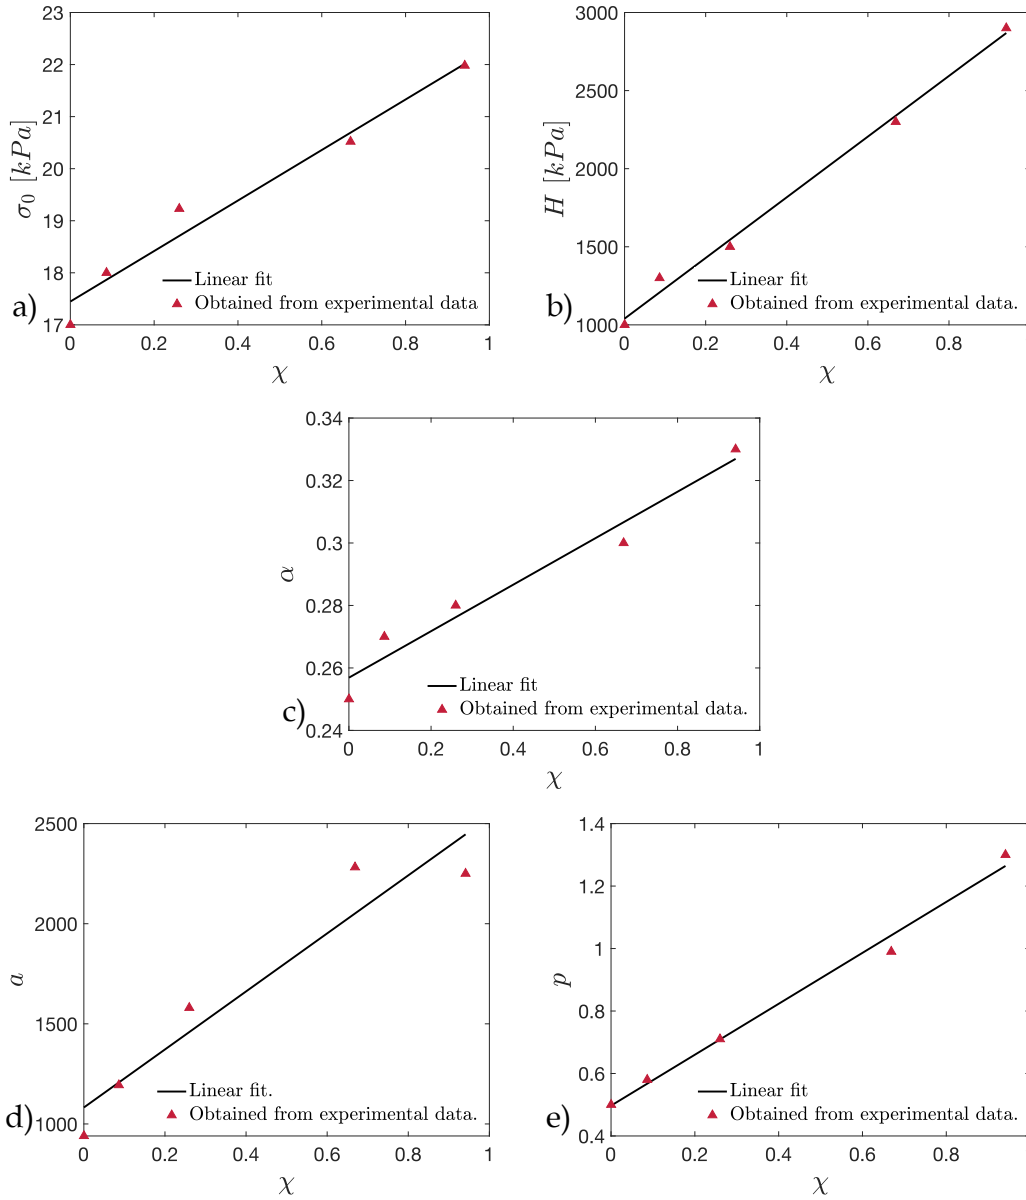 23
22
21
20
19
18
17
σ₀ [kPa]
Linear fit
Obtained from experimental data
a)
0 0.2 0.4 0.6 0.8 1
χ
3000
2500
2000
1500
1000
H [kPa]
Linear fit
Obtained from experimental data.
b)
0 0.2 0.4 0.6 0.8
χ
0.34
0.32
0.3
0.28
0.26
0.24
α
Linear fit
Obtained from experimental data.
c)
0 0.2 0.4 0.6 0.8 1
χ
2500
2000
1500
1000
a
Linear fit.
Obtained from experimental data.
d)
0 0.2 0.4 0.6 0.8 1
χ
1.4
1.2
1
0.8
0.6
0.4
p
Linear fit
Obtained from experimental data.
e)
0 0.2 0.4 0.6 0.8
χ